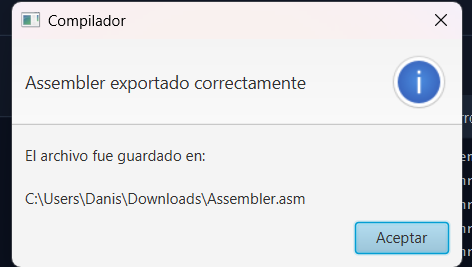 Compilador
Assembler exportado correctamente
El archivo fue guardado en:
C:\Users\Danis\Downloads\Assembler.asm
Aceptar